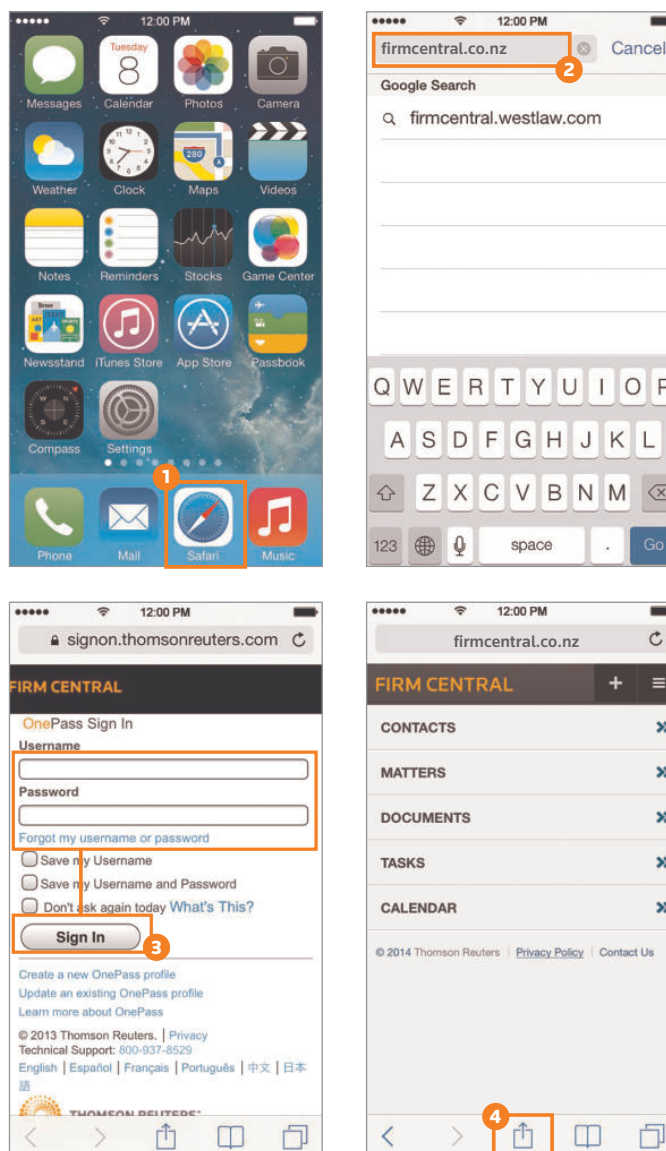 12:00 PM
Tuesday
8
Messages Calendar Photos Camera
280
Weather Clock Maps Videos
Notes Reminders Stocks Game Center
Newsstand iTunes Store App Store Passbook
Compass Settings
1
Phone Mail Safari Music
12:00 PM
firmcentral.co.nz Cancel
2
Google Search
firmcentral.westlaw.com
Q W E R T Y U I O P
A S D F G H J K L
Z X C V B N M
123 space . Go
12:00 PM
signon.thomsonreuters.com
FIRM CENTRAL
OnePass Sign In
Username
Password
Forgot my username or password
Save my Username
Save my Username and Password
Don't ask again today What's This?
Sign In
3
Create a new OnePass profile
Update an existing OnePass profile
Learn more about OnePass
© 2013 Thomson Reuters. | Privacy
Technical Support: 800-937-8529
English | Español | Français | Português | 中文 | 日本
語
THOMSON REUTERS
12:00 PM
firmcentral.co.nz
FIRM CENTRAL + ≡
CONTACTS
MATTERS
DOCUMENTS
TASKS
CALENDAR
© 2014 Thomson Reuters | Privacy Policy | Contact Us
4